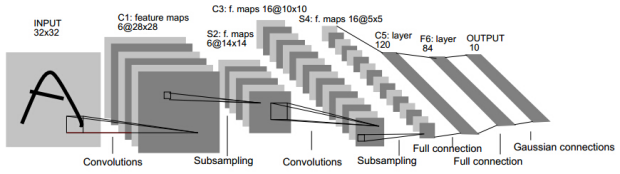 INPUT
32x32
C1: feature maps
6@28x28
S2: f. maps
6@14x14
C3: f. maps 16@10x10
S4: f. maps 16@5x5
C5: layer
120
F6: layer
84
OUTPUT
10
Convolutions
Subsampling
Convolutions
Subsampling
Full connection
Full connection
Gaussian connections